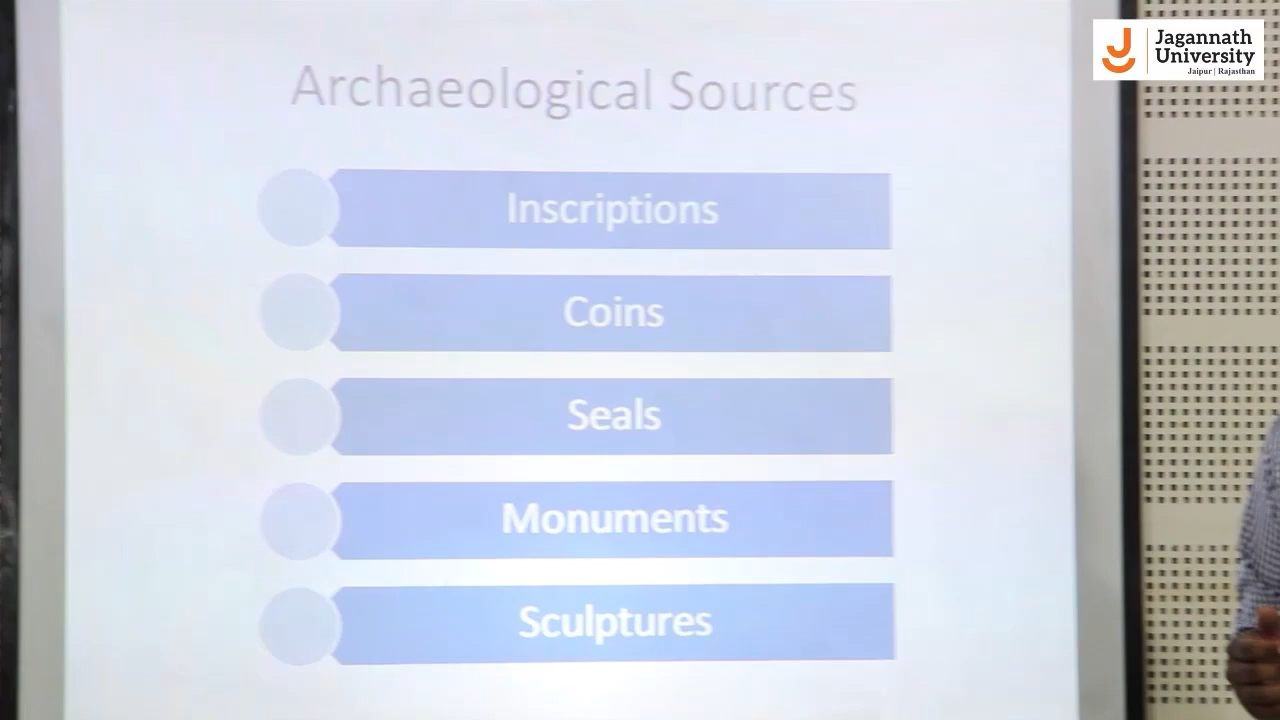 Jagannath
University
Jaipur | Rajasthan
Archaeological Sources
Inscriptions
Coins
Seals
Monuments
Sculptures